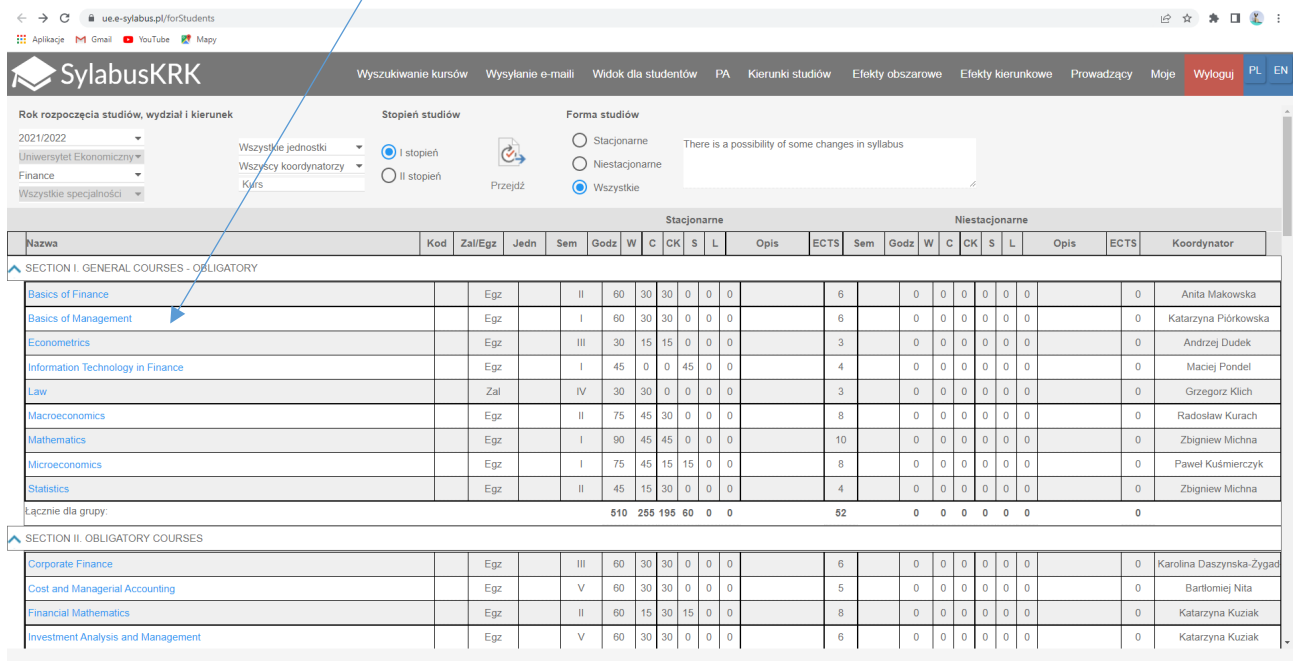 ue.e-sylabus.pl/forStudents
Aplikacje Gmail YouTube Mapy
SylabusKRK Wyszukiwanie kursów Wysyłanie e-maili Widok dla studentów PA Kierunki studiów Efekty obszarowe Efekty kierunkowe Prowadzący Moje Wyloguj PL EN
Rok rozpoczęcia studiów, wydział i kierunek Stopień studiów Forma studiów
2021/2022
Uniwersytet Ekonomiczny
Finance
Wszystkie specjalności
Wszystkie jednostki
Wszyscy koordynatorzy
Kurs
I stopień
II stopień
Przejdź
Stacjonarne
Niestacjonarne
Wszystkie
There is a possibility of some changes in syllabus
Stacjonarne Niestacjonarne
Nazwa Kod Zal/Egz Jedn Sem Godz W C CK S L Opis ECTS Sem Godz W C CK S L Opis ECTS Koordynator
SECTION I. GENERAL COURSES - OBLIGATORY
Basics of Finance Egz II 60 30 30 0 0 0 6 0 0 0 0 0 0 0 Anita Makowska
Basics of Management Egz I 60 30 30 0 0 0 6 0 0 0 0 0 0 0 Katarzyna Piórkowska
Econometrics Egz III 30 15 15 0 0 0 3 0 0 0 0 0 0 0 Andrzej Dudek
Information Technology in Finance Egz I 45 0 0 45 0 0 4 0 0 0 0 0 0 0 Maciej Pondel
Law Zal IV 30 30 0 0 0 0 3 0 0 0 0 0 0 0 Grzegorz Klich
Macroeconomics Egz II 75 45 30 0 0 0 8 0 0 0 0 0 0 0 Radosław Kurach
Mathematics Egz I 90 45 45 0 0 0 10 0 0 0 0 0 0 0 Zbigniew Michna
Microeconomics Egz I 75 45 15 15 0 0 8 0 0 0 0 0 0 0 Paweł Kuśmierczyk
Statistics Egz II 45 15 30 0 0 0 4 0 0 0 0 0 0 0 Zbigniew Michna
Łącznie dla grupy: 510 255 195 60 0 0 52 0 0 0 0 0 0 0
SECTION II. OBLIGATORY COURSES
Corporate Finance Egz III 60 30 30 0 0 0 6 0 0 0 0 0 0 0 Karolina Daszynska-Żygad
Cost and Managerial Accounting Egz V 60 30 30 0 0 0 5 0 0 0 0 0 0 0 Bartłomiej Nita
Financial Mathematics Egz II 60 15 30 15 0 0 8 0 0 0 0 0 0 0 Katarzyna Kuziak
Investment Analysis and Management Egz V 60 30 30 0 0 0 6 0 0 0 0 0 0 0 Katarzyna Kuziak